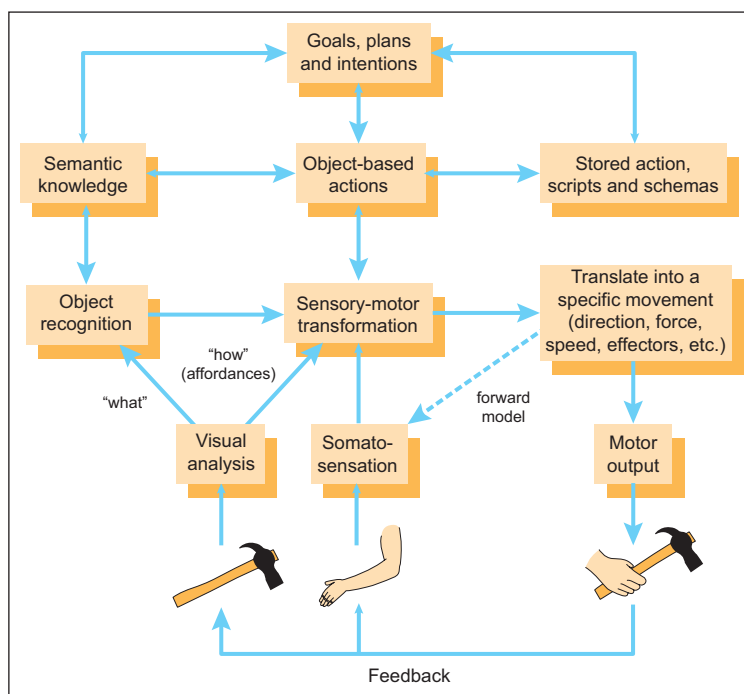 Goals, plans
and intentions
Semantic
knowledge
Object-based
actions
Stored action,
scripts and schemas
Object
recognition
Sensory-motor
transformation
Translate into a
specific movement
(direction, force,
speed, effectors, etc.)
“how”
(affordances)
“what”
forward
model
Visual
analysis
Somato-
sensation
Motor
output
Feedback